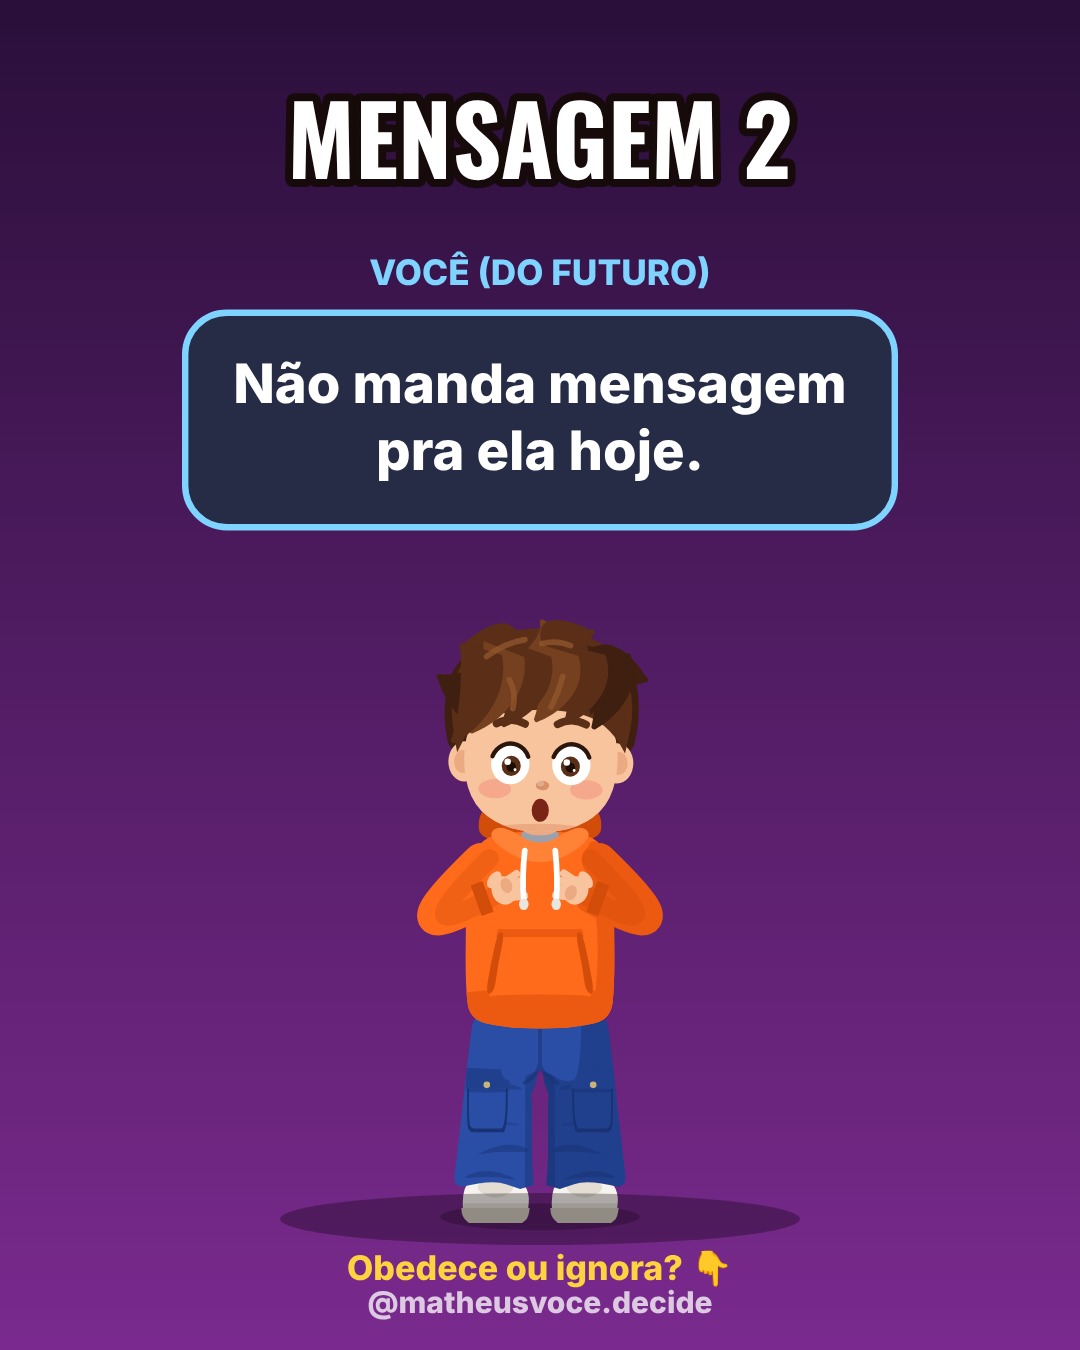 MENSAGEM 2
VOCÊ (DO FUTURO)
Não manda mensagem
pra ela hoje.
Obedece ou ignora? 👇
@matheusvoce.decide